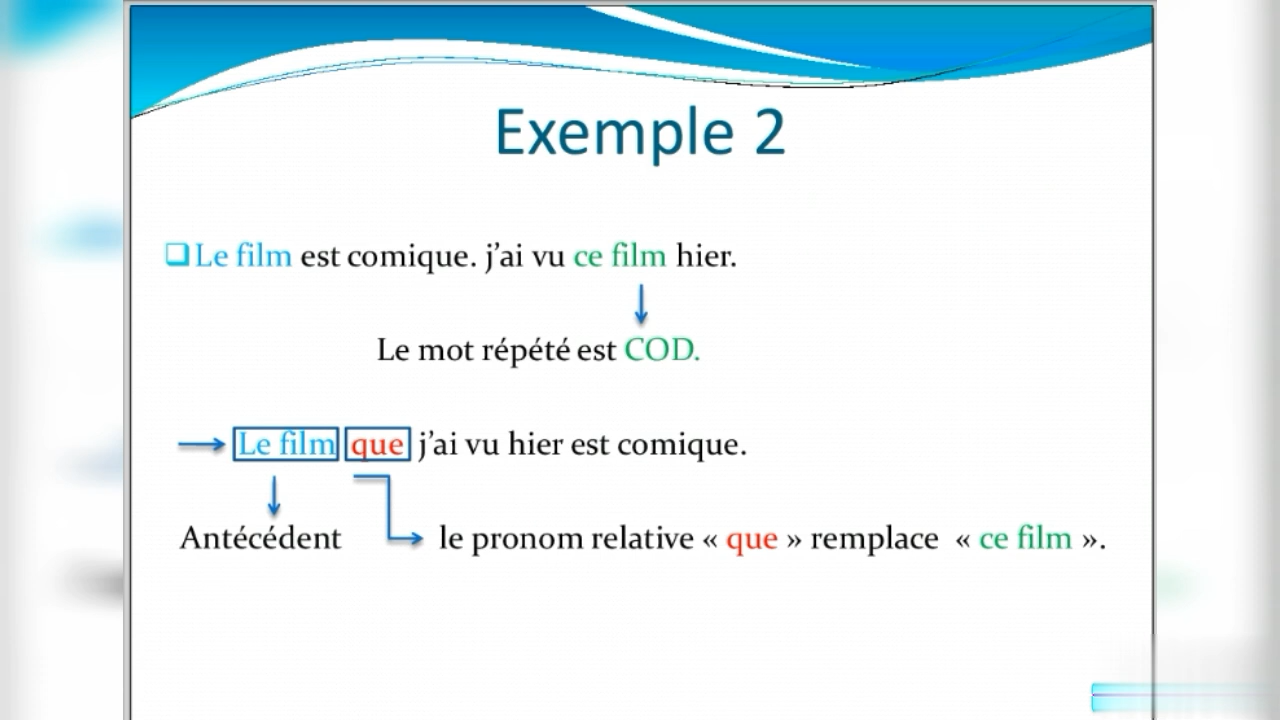 Exemple 2
Le film est comique. j’ai vu ce film hier.
Le mot répété est COD.
Le film que j’ai vu hier est comique.
Antécédent le pronom relative « que » remplace « ce film ».